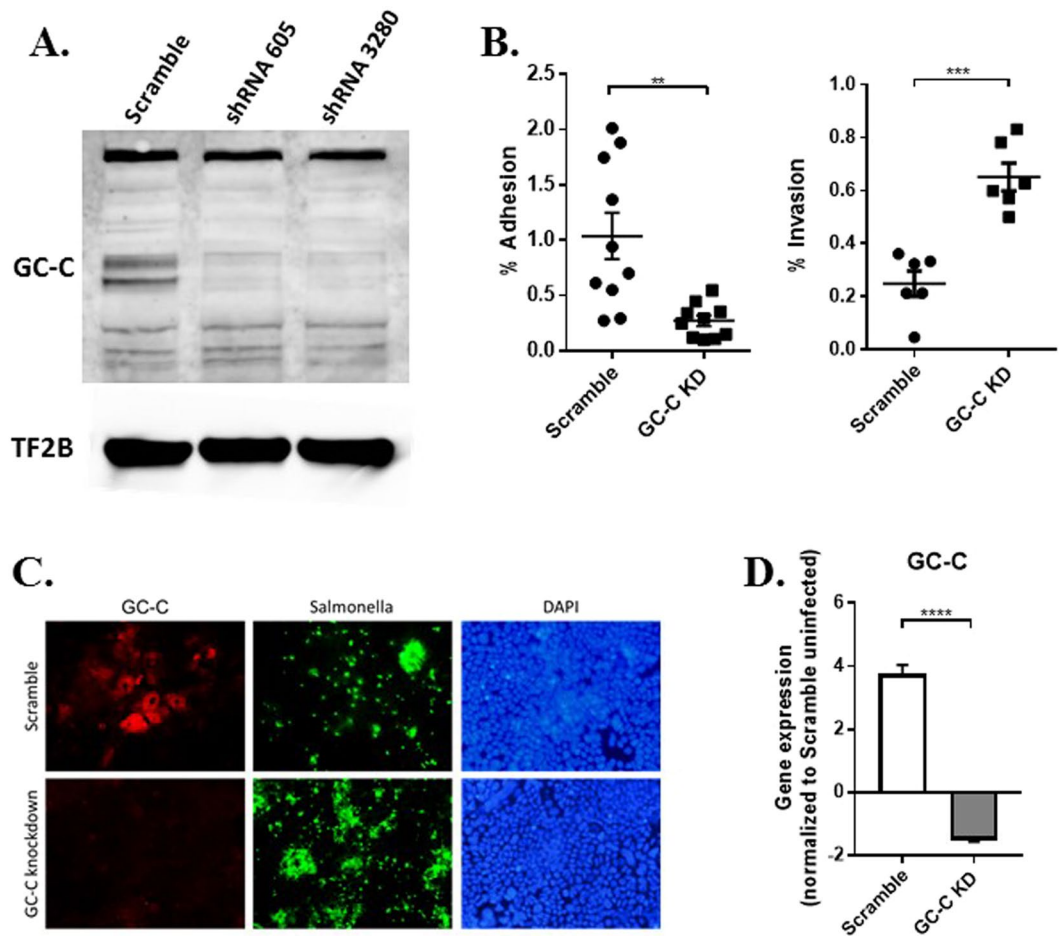 A.
Scramble
shRNA 605
shRNA 3280
GC-C
TF2B
B.
% Adhesion
2.5
2.0
1.5
1.0
0.5
0.0
**
Scramble
GC-C KD
% Invasion
1.0
0.8
0.6
0.4
0.2
0.0
***
Scramble
GC-C KD
C.
GC-C
Salmonella
DAPI
Scramble
GC-C knockdown
D.
GC-C
Gene expression
(normalized to Scramble uninfected)
6
4
2
0
-2
****
Scramble
GC-C KD